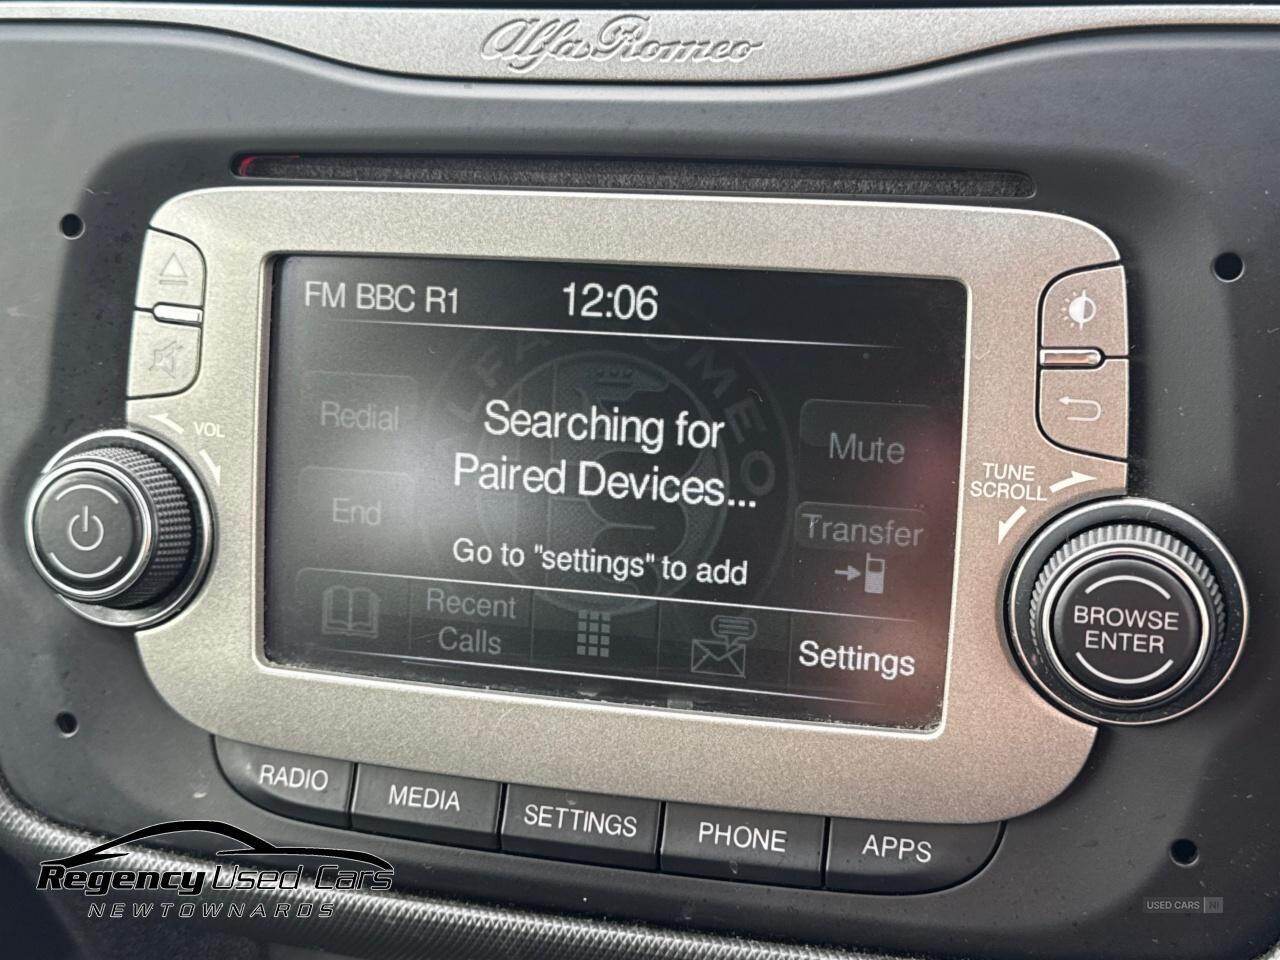 Alfa Romeo
FM BBC R1
12:06
ALFA ROMEO
Redial
Searching for
Paired Devices...
Mute
End
Transfer
Go to "settings" to add
Recent
Calls
Settings
VOL
TUNE
SCROLL
BROWSE
ENTER
RADIO
MEDIA
SETTINGS
PHONE
APPS
Regency Used Cars
NEWTOWNARDS
USED CARS NI